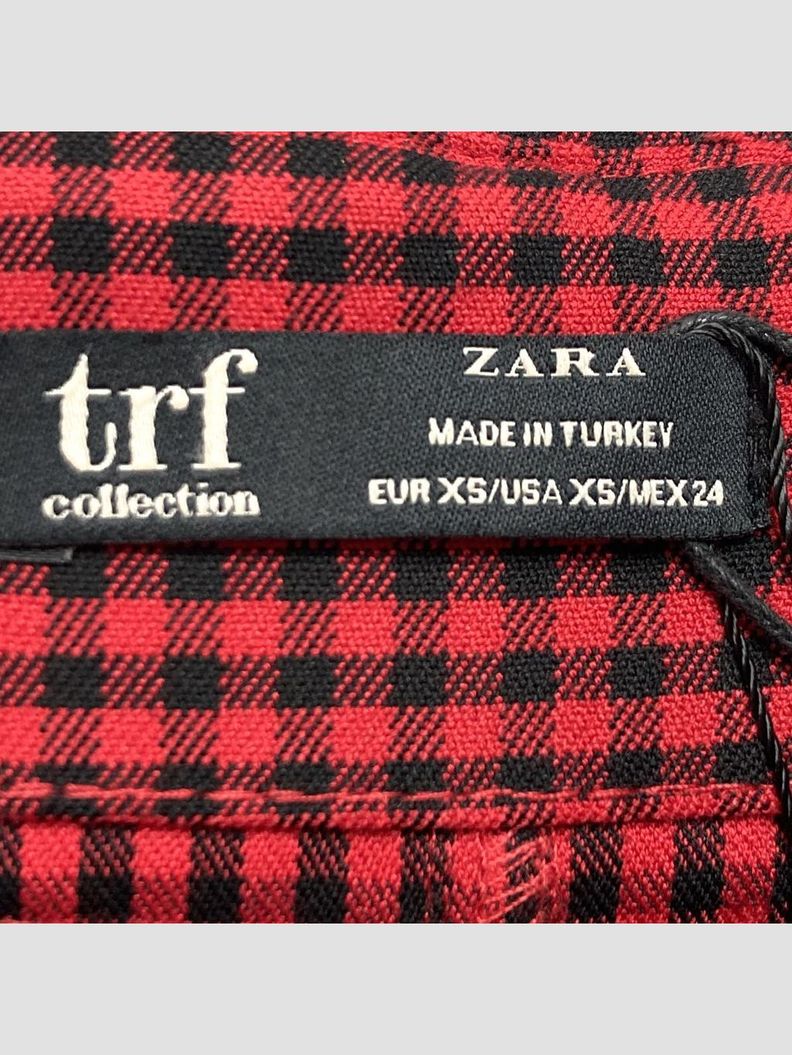 trf
collection
ZARA
MADE IN TURKEY
EUR XS/USA XS/MEX 24